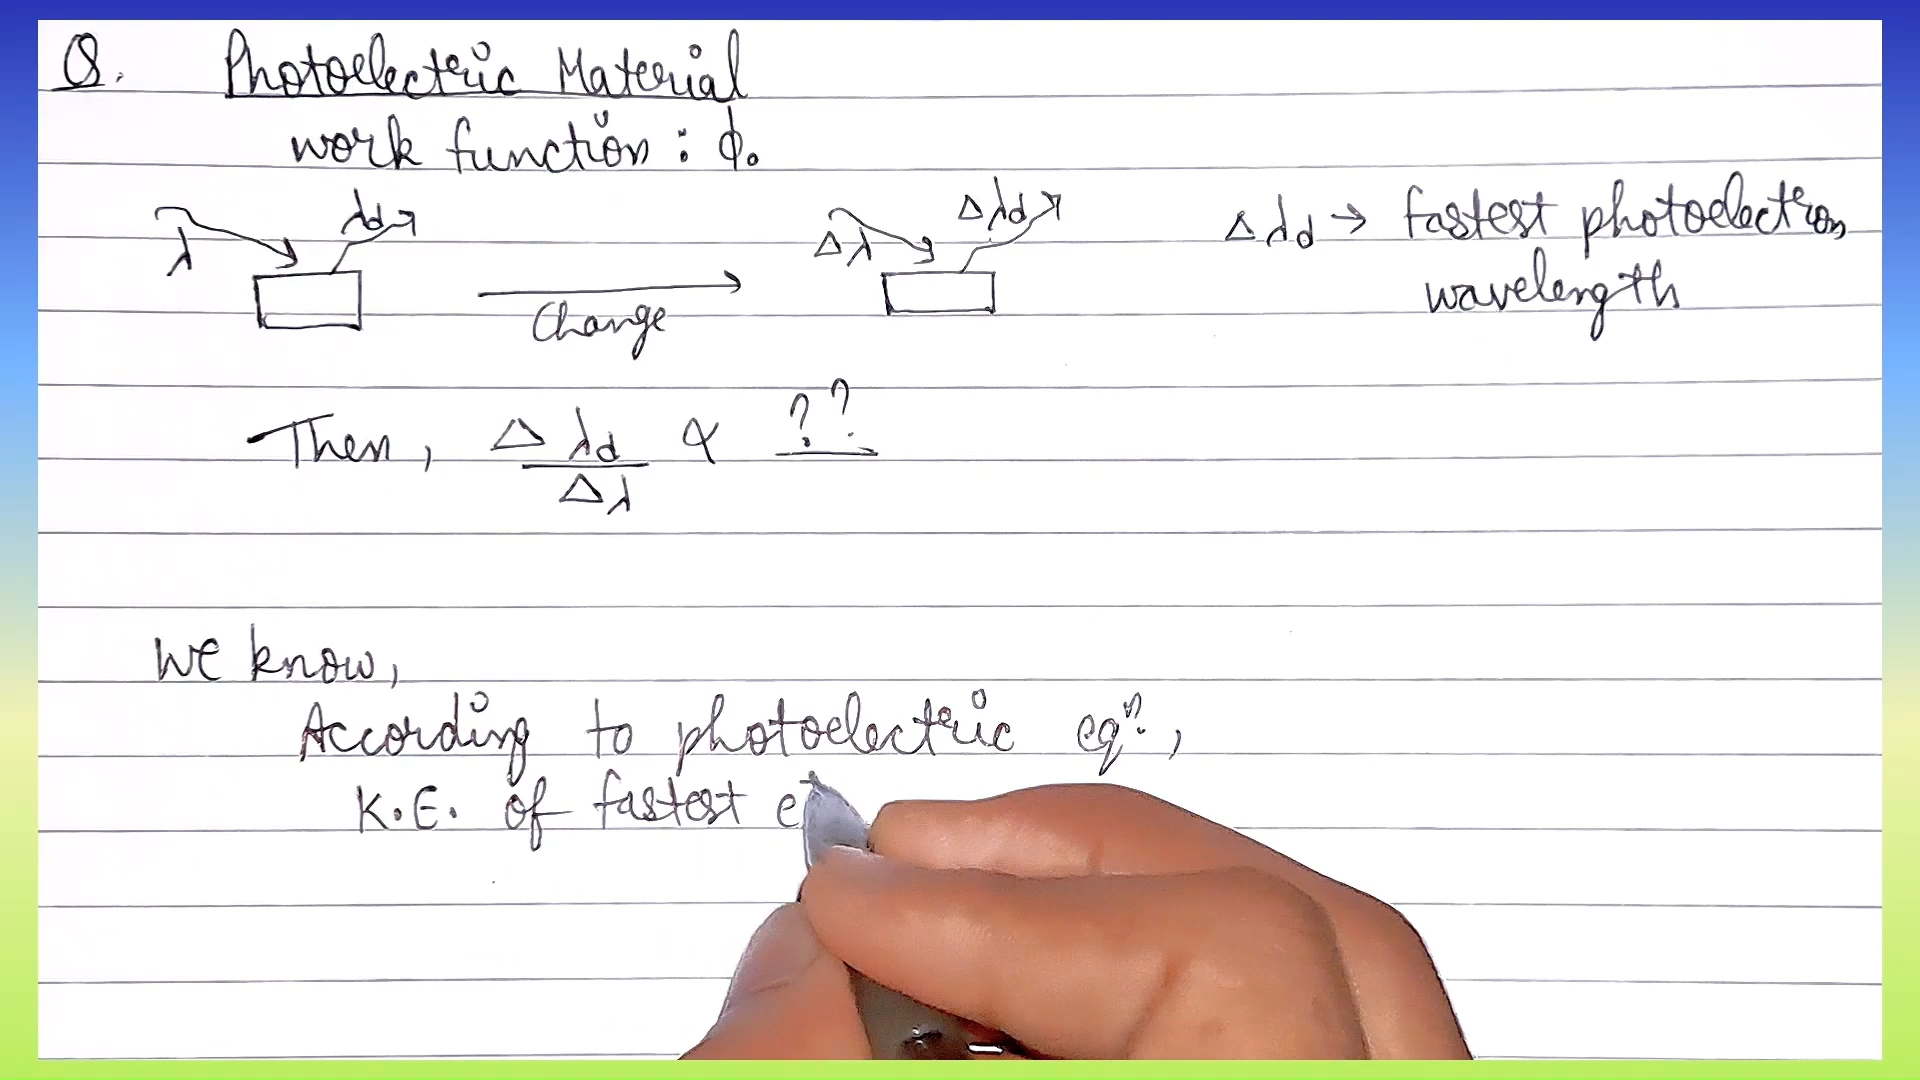 Q. Photoelectric Material
work function : ϕ₀
λ
λd
Change
Δλ
Δλd
Δλd → fastest photoelectron
wavelength
Then, Δλd / Δλ ∝ ??
We know,
According to photoelectric eqⁿ.,
K.E. of fastest e⁻